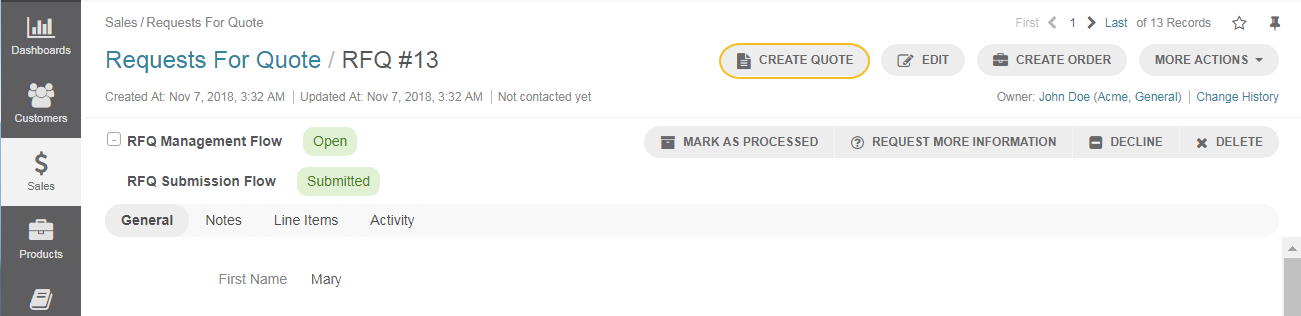 Dashboards
Customers
Sales
Products
Sales / Requests For Quote
First 1 Last of 13 Records
Requests For Quote / RFQ #13
CREATE QUOTE
EDIT
CREATE ORDER
MORE ACTIONS
Created At: Nov 7, 2018, 3:32 AM | Updated At: Nov 7, 2018, 3:32 AM | Not contacted yet
Owner: John Doe (Acme, General) | Change History
RFQ Management Flow Open
MARK AS PROCESSED
REQUEST MORE INFORMATION
DECLINE
DELETE
RFQ Submission Flow Submitted
General Notes Line Items Activity
First Name Mary